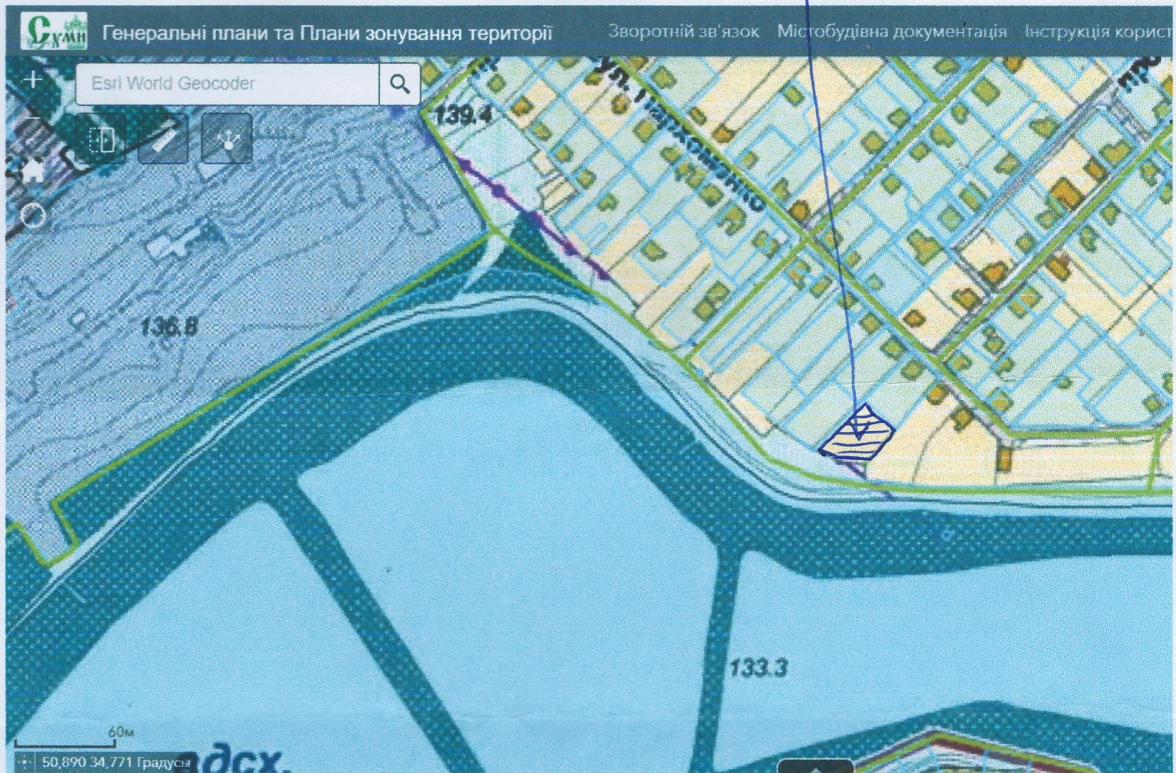 Суми Генеральні плани та Плани зонування території Зворотній зв'язок Містобудівна документація Інструкція корист
Esri World Geocoder
139.4
ул. Пархоменко
136.8
133.3
60м
50,890 34,771 Градусы
вдсх.